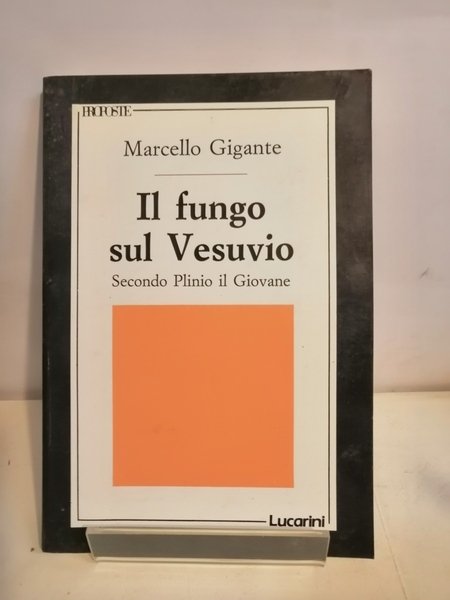 PROPOSTE
Marcello Gigante
Il fungo
sul Vesuvio
Secondo Plinio il Giovane
Lucarini